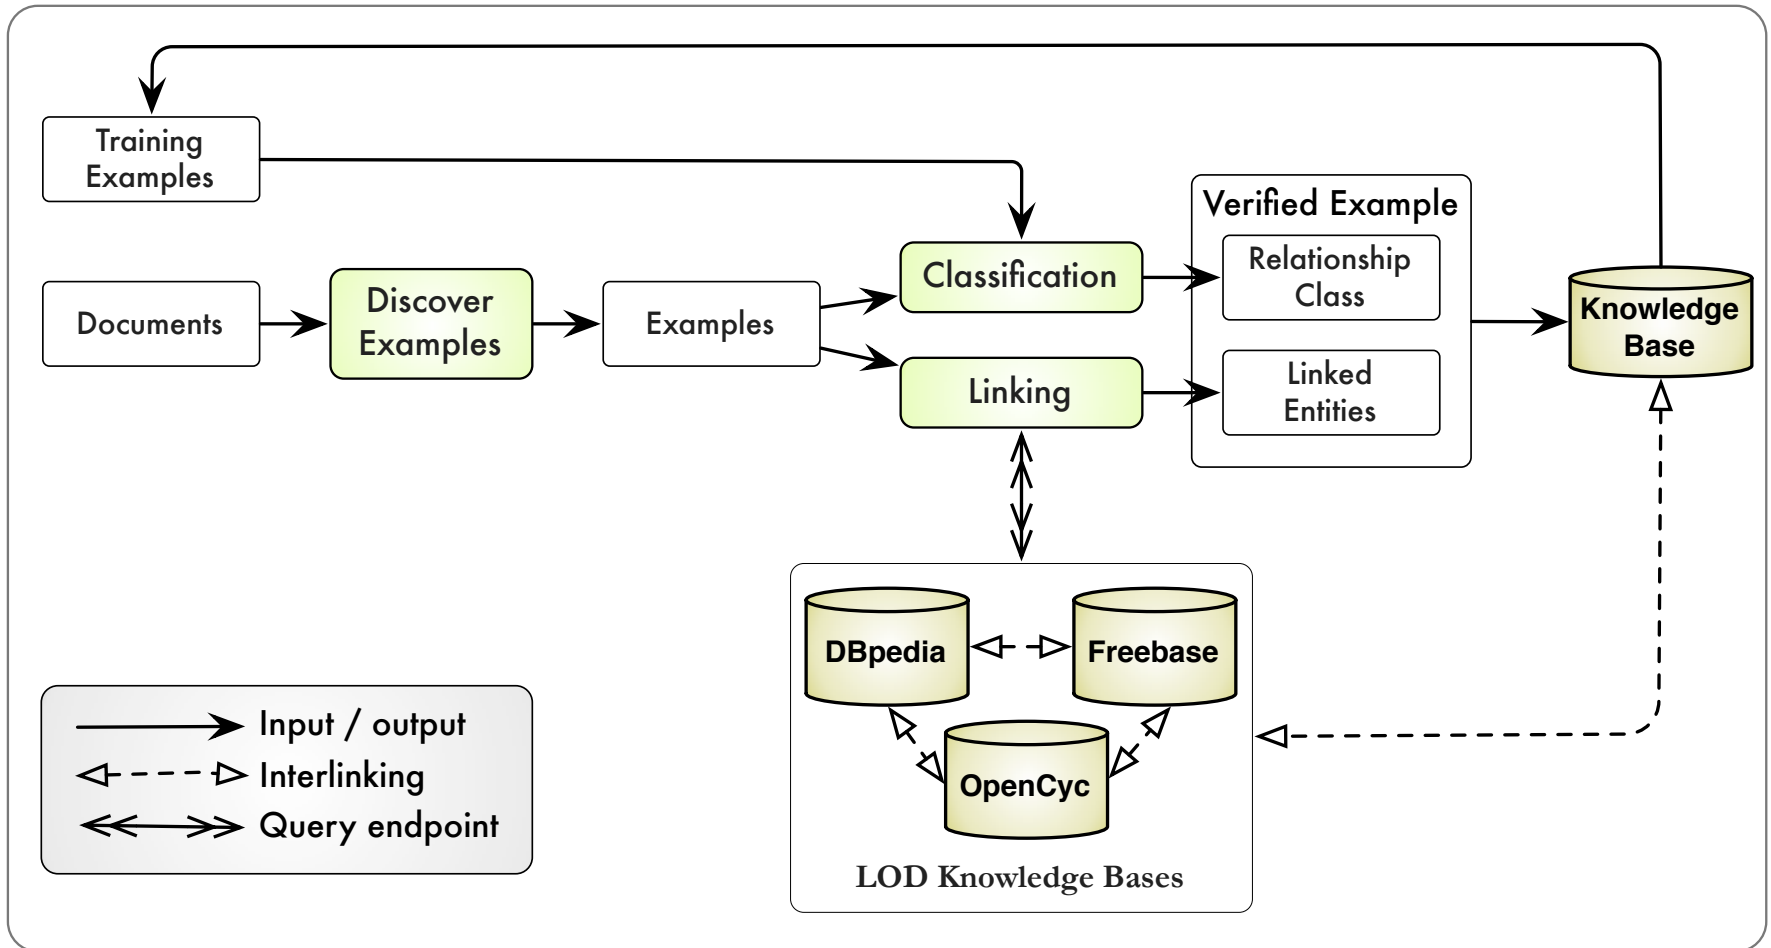 Training
Examples
Verified Example
Classification
Relationship
Class
Documents
Discover
Examples
Examples
Knowledge
Base
Linking
Linked
Entities
DBpedia
Freebase
OpenCyc
LOD Knowledge Bases
Input / output
Interlinking
Query endpoint